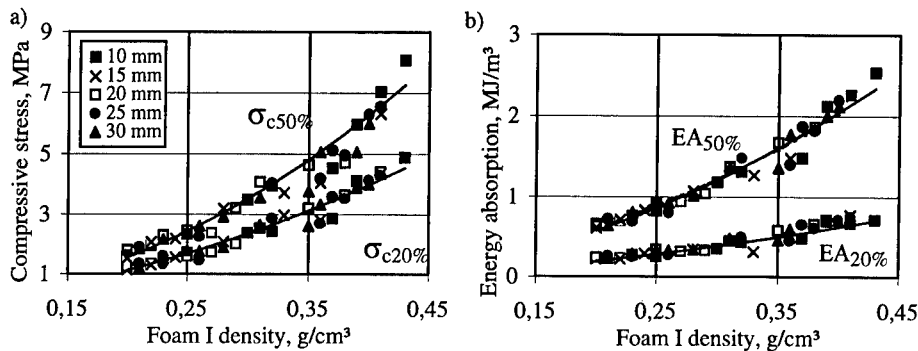 a)
Compressive stress, MPa
9
7
5
3
1
10 mm
15 mm
20 mm
25 mm
30 mm
σc50%
σc20%
0,15
0,25
0,35
0,45
Foam I density, g/cm³
b)
Energy absorption, MJ/m³
3
2
1
0
EA50%
EA20%
0,15
0,25
0,35
0,45
Foam I density, g/cm³